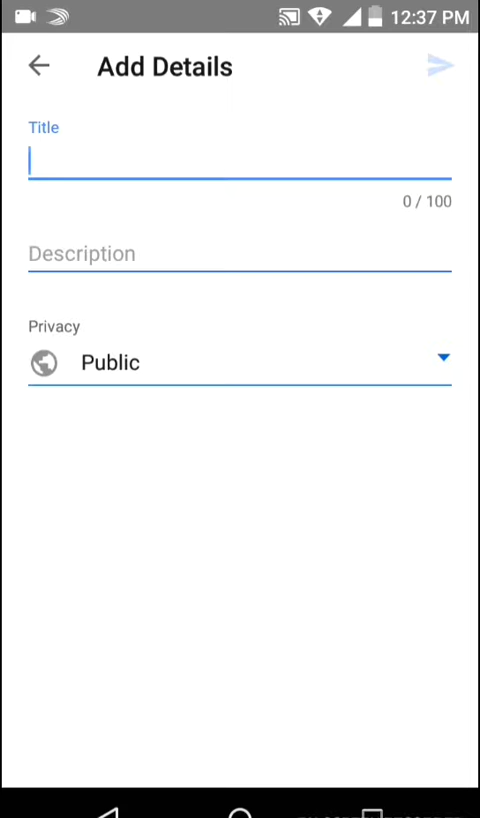 12:37 PM
Add Details
Title
0 / 100
Description
Privacy
Public